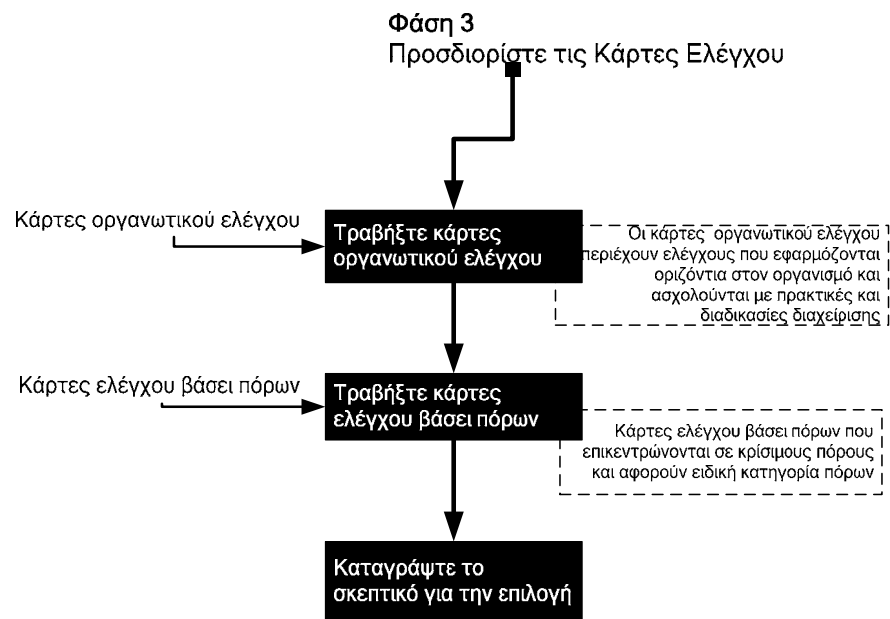 Φάση 3
Προσδιορίστε τις Κάρτες Ελέγχου
Κάρτες οργανωτικού ελέγχου
Τραβήξτε κάρτες
οργανωτικού ελέγχου
Οι κάρτες οργανωτικού ελέγχου
περιέχουν ελέγχους που εφαρμόζονται
οριζόντια στον οργανισμό και
ασχολούνται με πρακτικές και
διαδικασίες διαχείρισης
Κάρτες ελέγχου βάσει πόρων
Τραβήξτε κάρτες
ελέγχου βάσει πόρων
Κάρτες ελέγχου βάσει πόρων που
επικεντρώνονται σε κρίσιμους πόρους
και αφορούν ειδική κατηγορία πόρων
Καταγράψτε το
σκεπτικό για την επιλογή